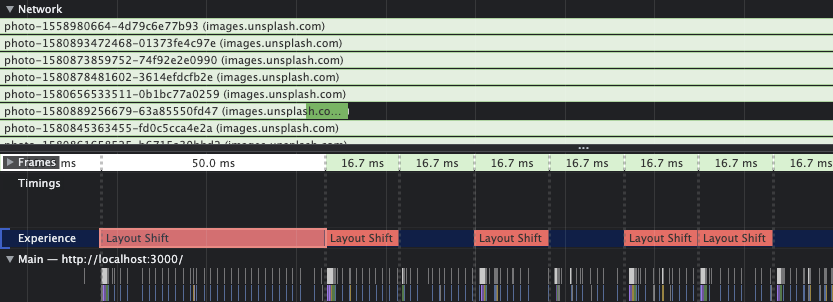 Network
photo-1558980664-4d79c6e77b93 (images.unsplash.com)
photo-1580893472468-01373fe4c97e (images.unsplash.com)
photo-1580873859752-74f92e2e0990 (images.unsplash.com)
photo-1580878481602-3614efdcfb2e (images.unsplash.com)
photo-1580656533511-0b1bc77a0259 (images.unsplash.com)
photo-1580889256679-63a85550fd47 (images.unsplash.co...
photo-1580845363455-fd0c5cca4e2a (images.unsplash.com)
Frames ms 50.0 ms 16.7 ms 16.7 ms 16.7 ms 16.7 ms 16.7 ms 16.7 ms 16.7 ms
Timings
Experience Layout Shift Layout Shift Layout Shift Layout Shift Layout Shift
Main — http://localhost:3000/